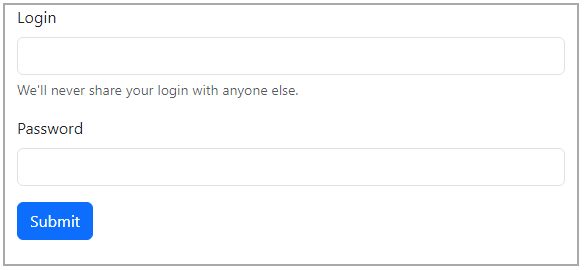 Login
We'll never share your login with anyone else.
Password
Submit